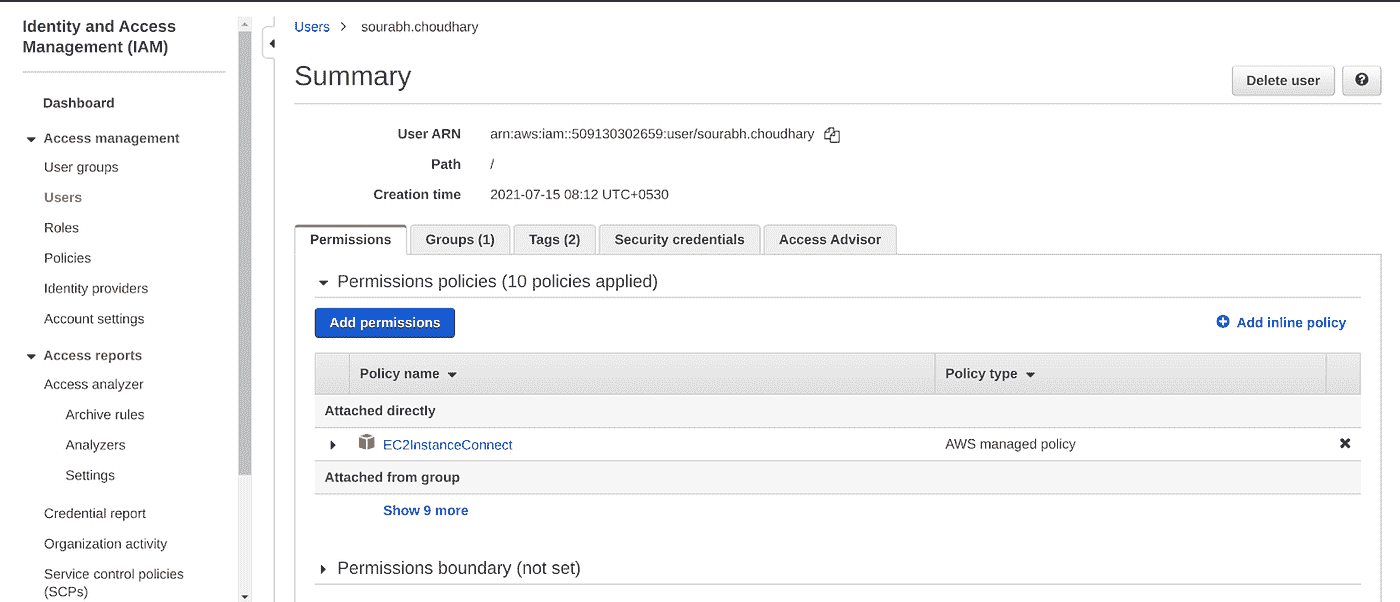 Identity and Access
Management (IAM)
Dashboard
Access management
User groups
Users
Roles
Policies
Identity providers
Account settings
Access reports
Access analyzer
Archive rules
Analyzers
Settings
Credential report
Organization activity
Service control policies
(SCPs)
Users > sourabh.choudhary
Summary
Delete user
?
User ARN arn:aws:iam::509130302659:user/sourabh.choudhary
Path /
Creation time 2021-07-15 08:12 UTC+0530
Permissions Groups (1) Tags (2) Security credentials Access Advisor
Permissions policies (10 policies applied)
Add permissions Add inline policy
Policy name Policy type
Attached directly
EC2InstanceConnect AWS managed policy
Attached from group
Show 9 more
Permissions boundary (not set)